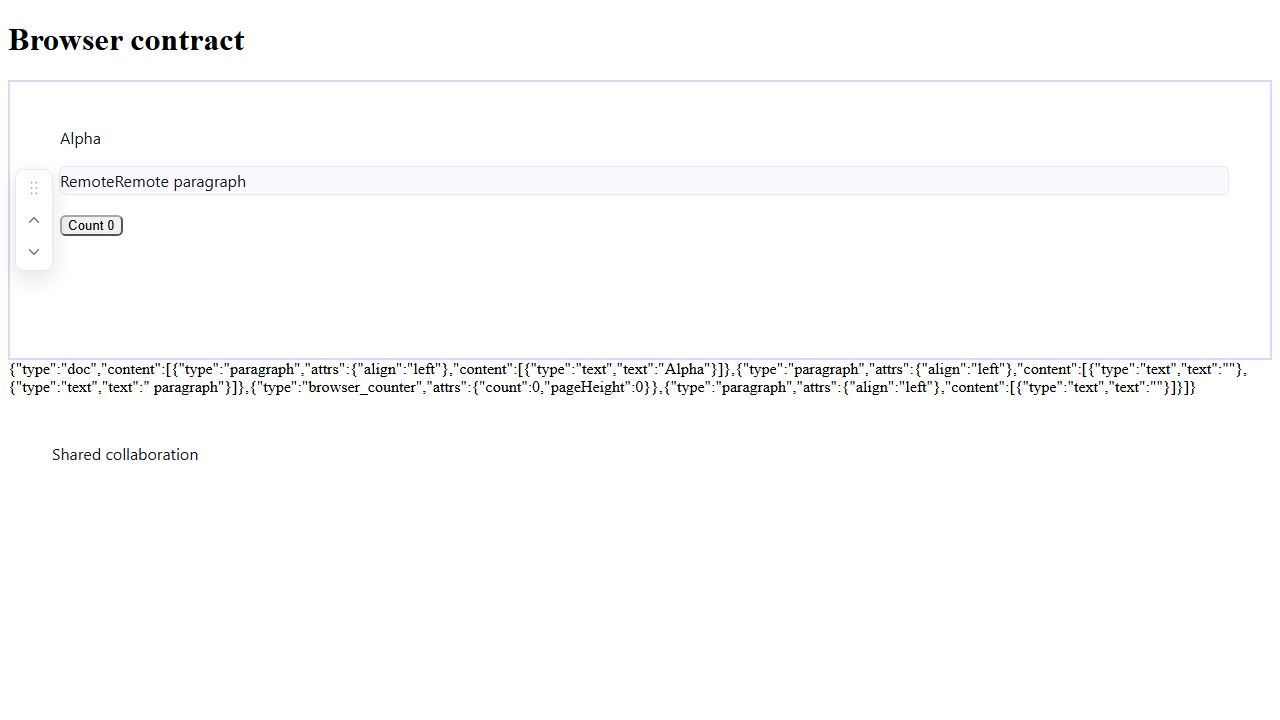 Browser contract
Alpha
RemoteRemote paragraph
Count 0
{"type":"doc","content":[{"type":"paragraph","attrs":{"align":"left"},"content":[{"type":"text","text":"Alpha"}]},{"type":"paragraph","attrs":{"align":"left"},"content":[{"type":"text","text":""},
{"type":"text","text":" paragraph"}]},{"type":"browser_counter","attrs":{"count":0,"pageHeight":0}},{"type":"paragraph","attrs":{"align":"left"},"content":[{"type":"text","text":""}]}]}
Shared collaboration